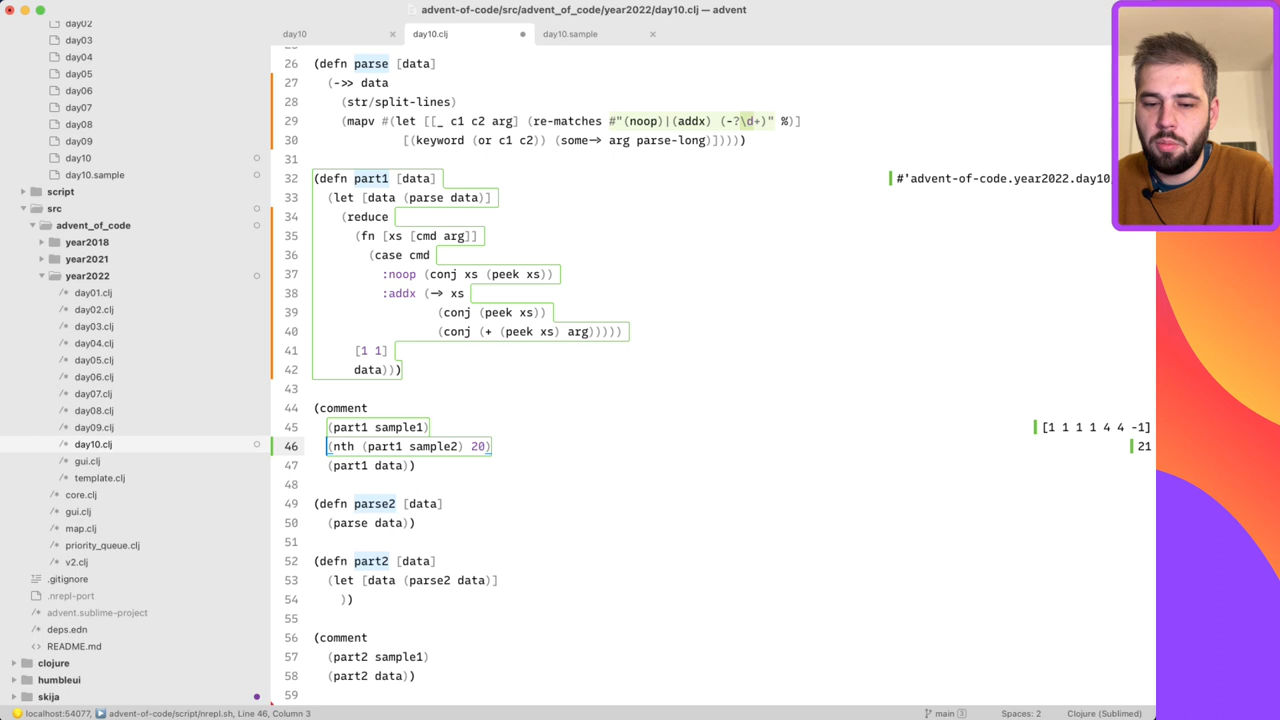 advent-of-code/src/advent_of_code/year2022/day10.clj — advent
day10
day10.clj
day10.sample
day02
day03
day04
day05
day06
day07
day08
day09
day10
day10.sample
script
src
advent_of_code
year2018
year2021
year2022
day01.clj
day02.clj
day03.clj
day04.clj
day05.clj
day06.clj
day07.clj
day08.clj
day09.clj
day10.clj
gui.clj
template.clj
core.clj
gui.clj
map.clj
priority_queue.clj
v2.clj
.gitignore
.nrepl-port
advent.sublime-project
deps.edn
README.md
clojure
humbleui
skija
26 (defn parse [data]
27 (->> data
28 (str/split-lines)
29 (mapv #(let [[_ c1 c2 arg] (re-matches #"(noop)|(addx) (-?\d+)" %)]
30 [(keyword (or c1 c2)) (some-> arg parse-long)]))))
31
32 (defn part1 [data] #'advent-of-code.year2022.day10
33 (let [data (parse data)]
34 (reduce
35 (fn [xs [cmd arg]]
36 (case cmd
37 :noop (conj xs (peek xs))
38 :addx (-> xs
39 (conj (peek xs))
40 (conj (+ (peek xs) arg)))))
41 [1 1]
42 data)))
43
44 (comment
45 (part1 sample1) [1 1 1 1 4 4 -1]
46 (nth (part1 sample2) 20) 21
47 (part1 data))
48
49 (defn parse2 [data]
50 (parse data))
51
52 (defn part2 [data]
53 (let [data (parse2 data)]
54 ))
55
56 (comment
57 (part2 sample1)
58 (part2 data))
59
localhost:54077, advent-of-code/script/nrepl.sh, Line 46, Column 3
main 3
Spaces: 2
Clojure (Sublimed)